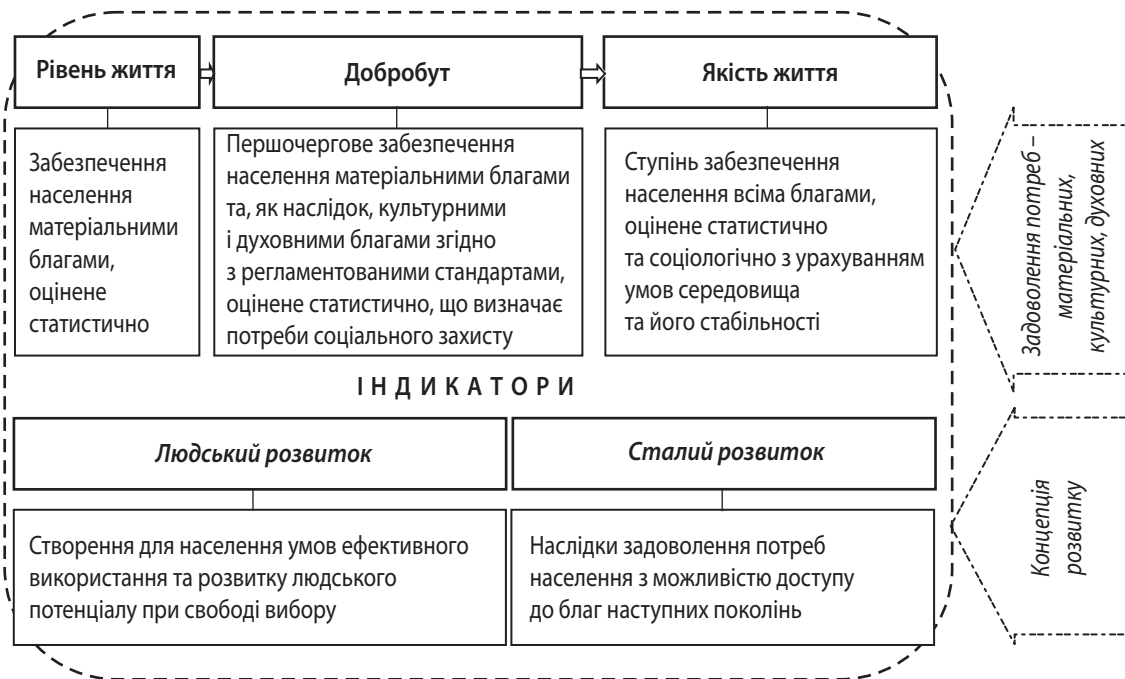 Рівень життя
Добробут
Якість життя
Забезпечення
населення
матеріальними
благами,
оцінене
статистично
Першочергове забезпечення
населення матеріальними благами
та, як наслідок, культурними
і духовними благами згідно
з регламентованими стандартами,
оцінене статистично, що визначає
потреби соціального захисту
Ступінь забезпечення
населення всіма благами,
оцінене статистично
та соціологічно з урахуванням
умов середовища
та його стабільності
Задоволення потреб –
матеріальних,
культурних, духовних
ІНДИКАТОРИ
Людський розвиток
Сталий розвиток
Створення для населення умов ефективного
використання та розвитку людського
потенціалу при свободі вибору
Наслідки задоволення потреб
населення з можливістю доступу
до благ наступних поколінь
Концепція
розвитку